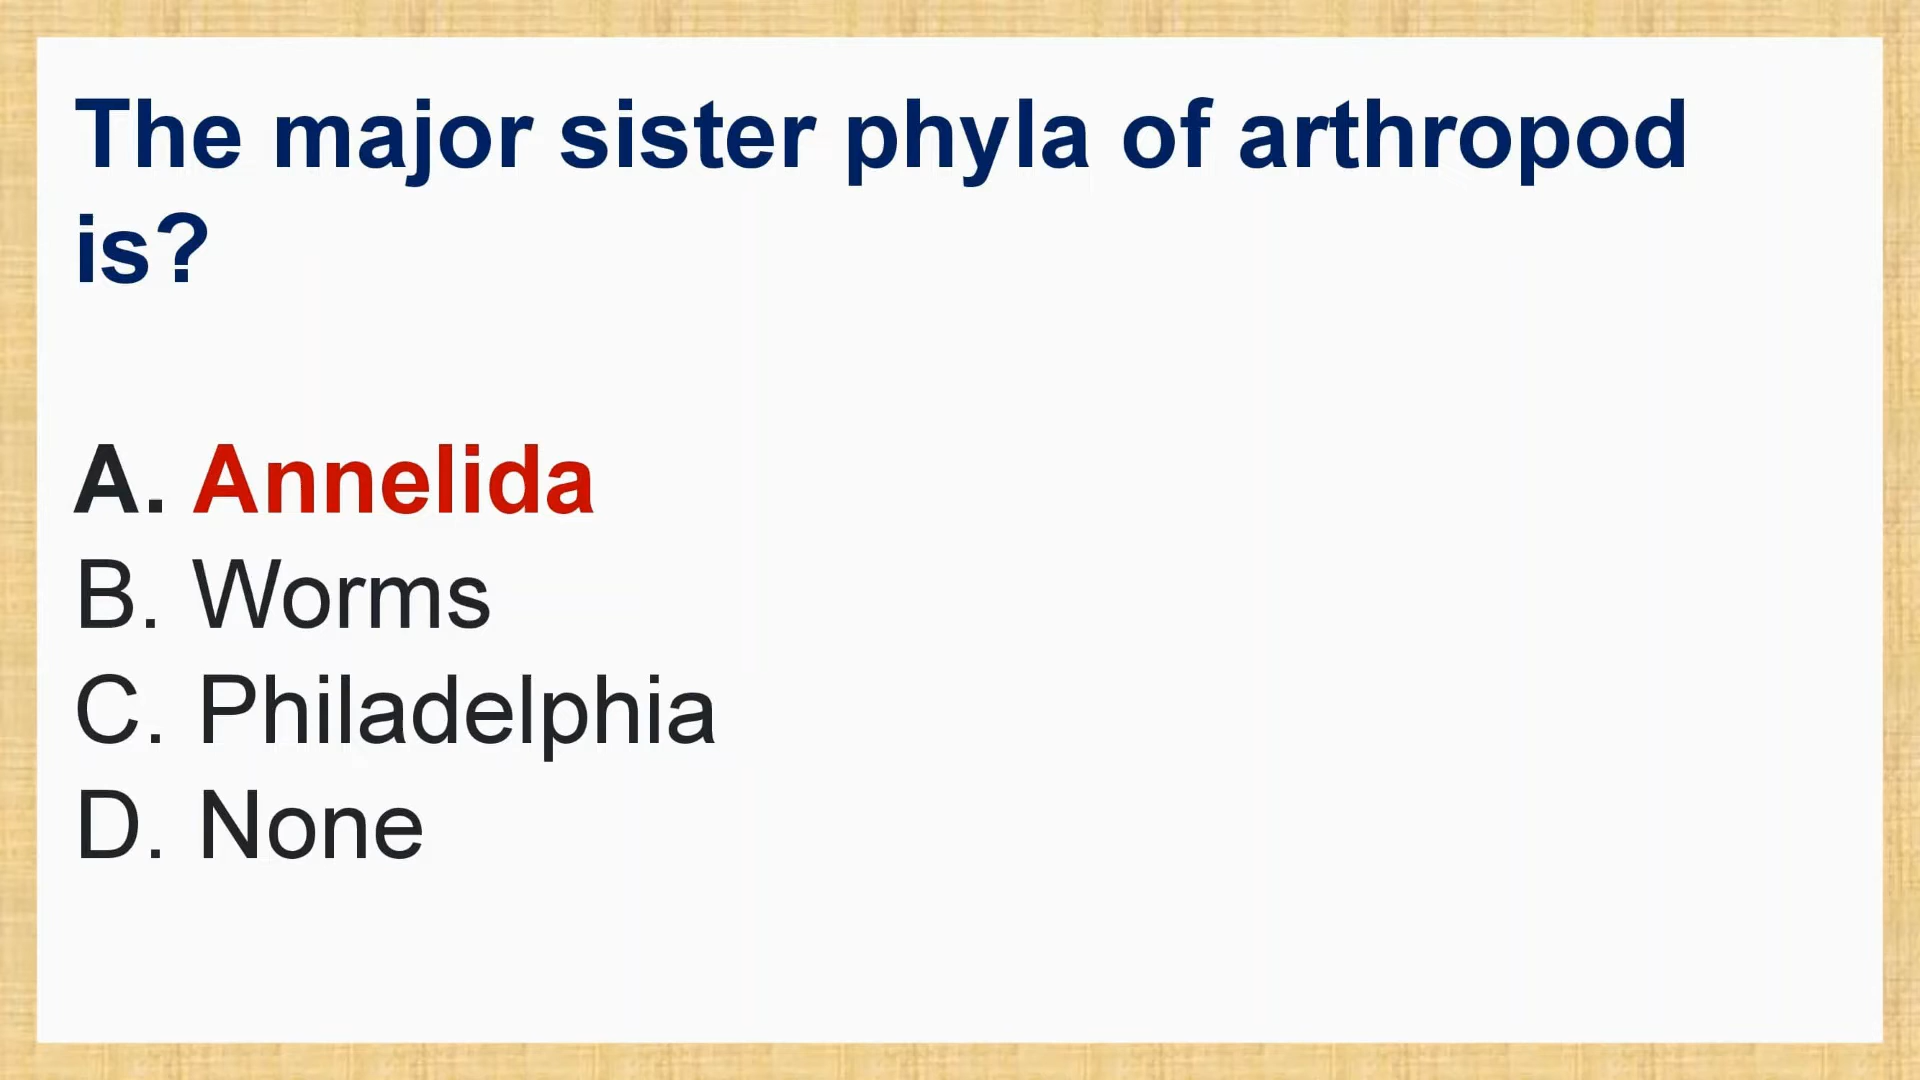 The major sister phyla of arthropod
is?
A. Annelida
B. Worms
C. Philadelphia
D. None